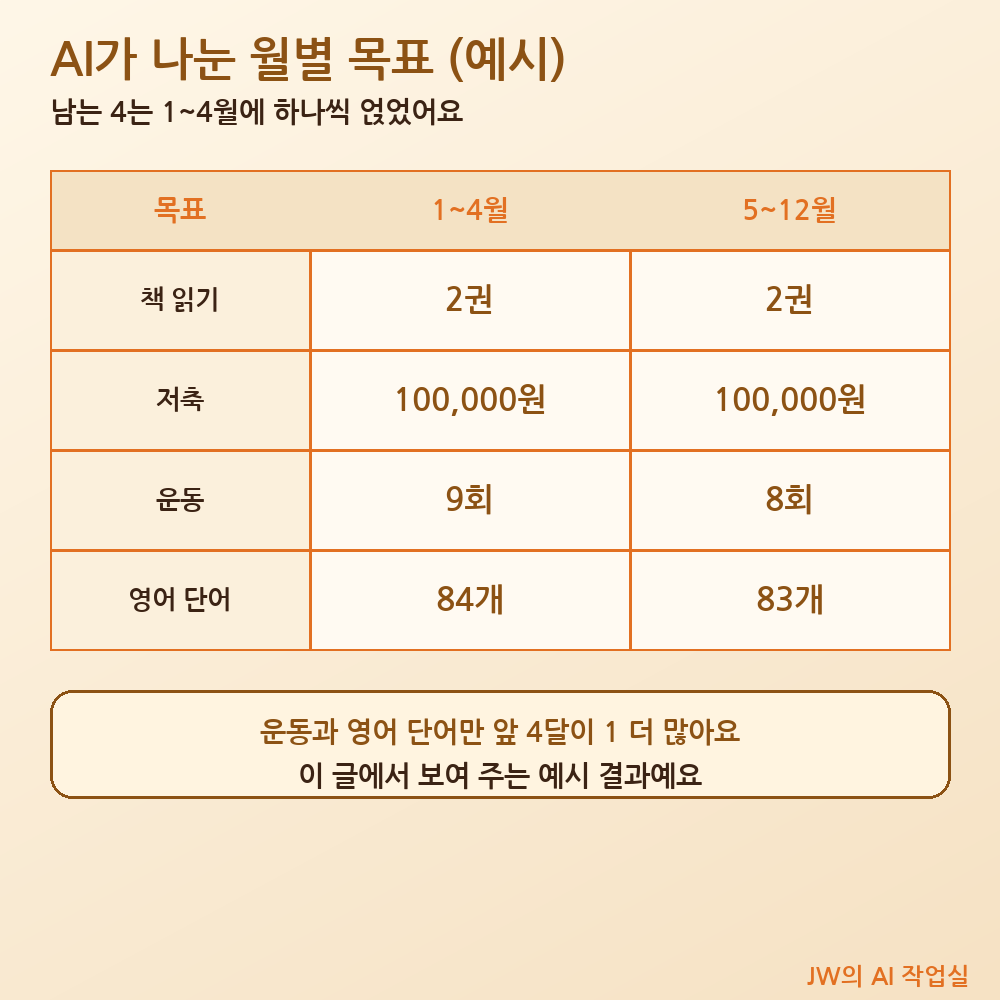 AI가 나눈 월별 목표 (예시)
남는 4는 1~4월에 하나씩 얹었어요
목표 1~4월 5~12월
책 읽기 2권 2권
저축 100,000원 100,000원
운동 9회 8회
영어 단어 84개 83개
운동과 영어 단어만 앞 4달이 1 더 많아요
이 글에서 보여 주는 예시 결과예요
JW의 AI 작업실